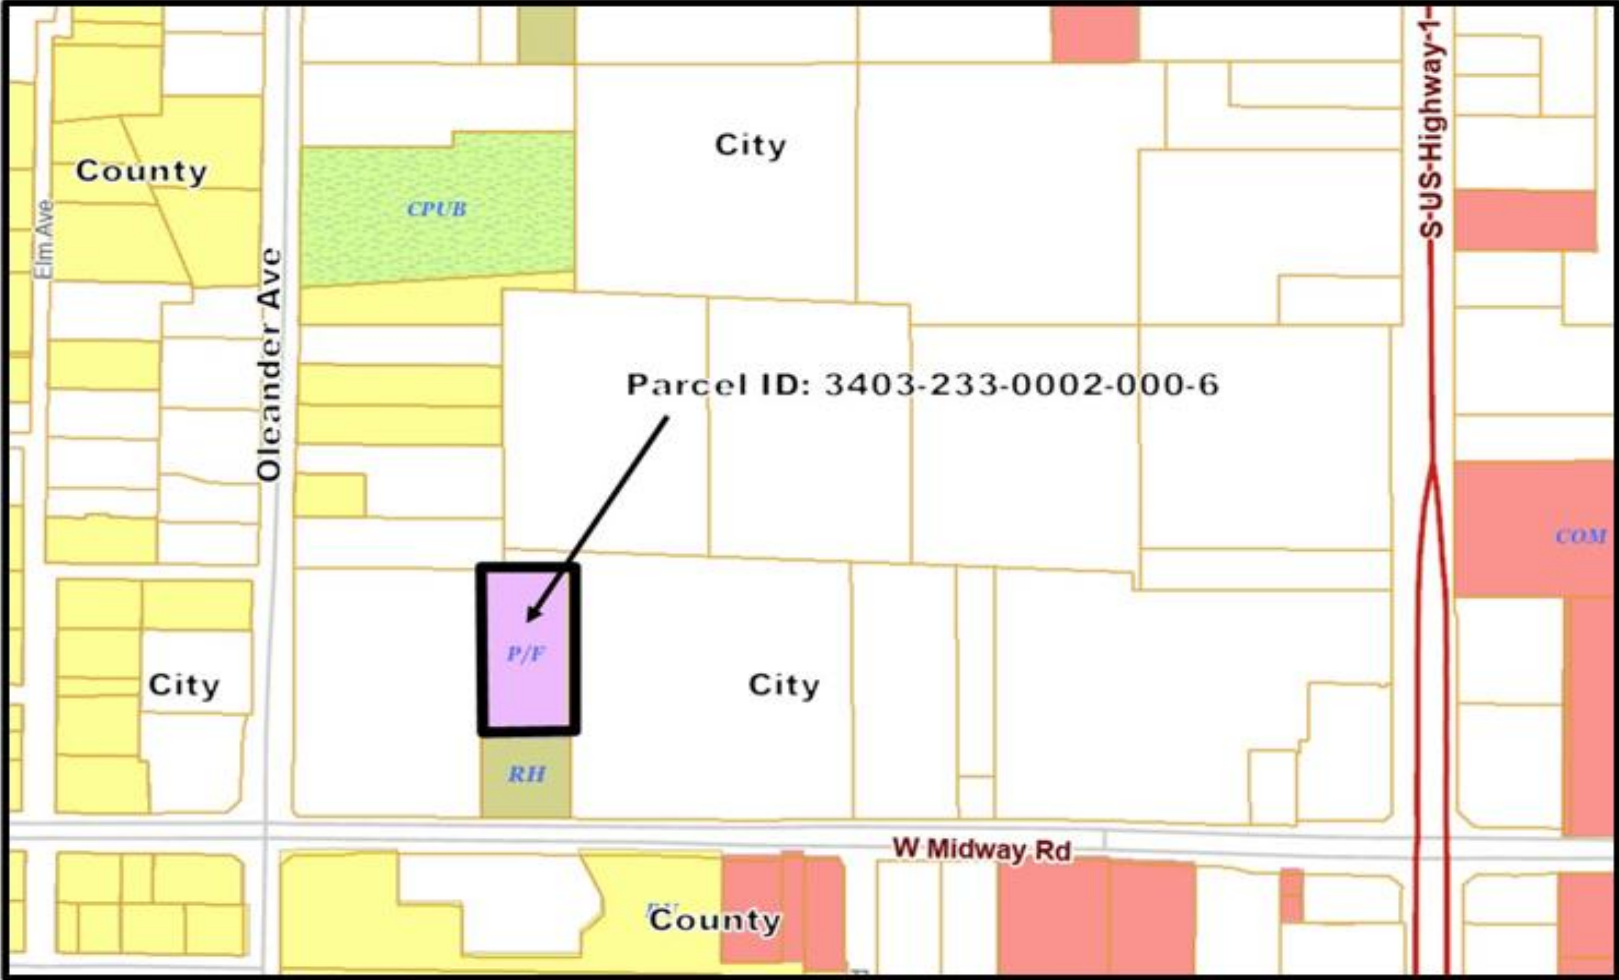 S-US-Highway-1
City
County
CPUB
Elm Ave
Oleander Ave
Parcel ID: 3403-233-0002-000-6
COM
P/F
City
City
RH
W Midway Rd
County